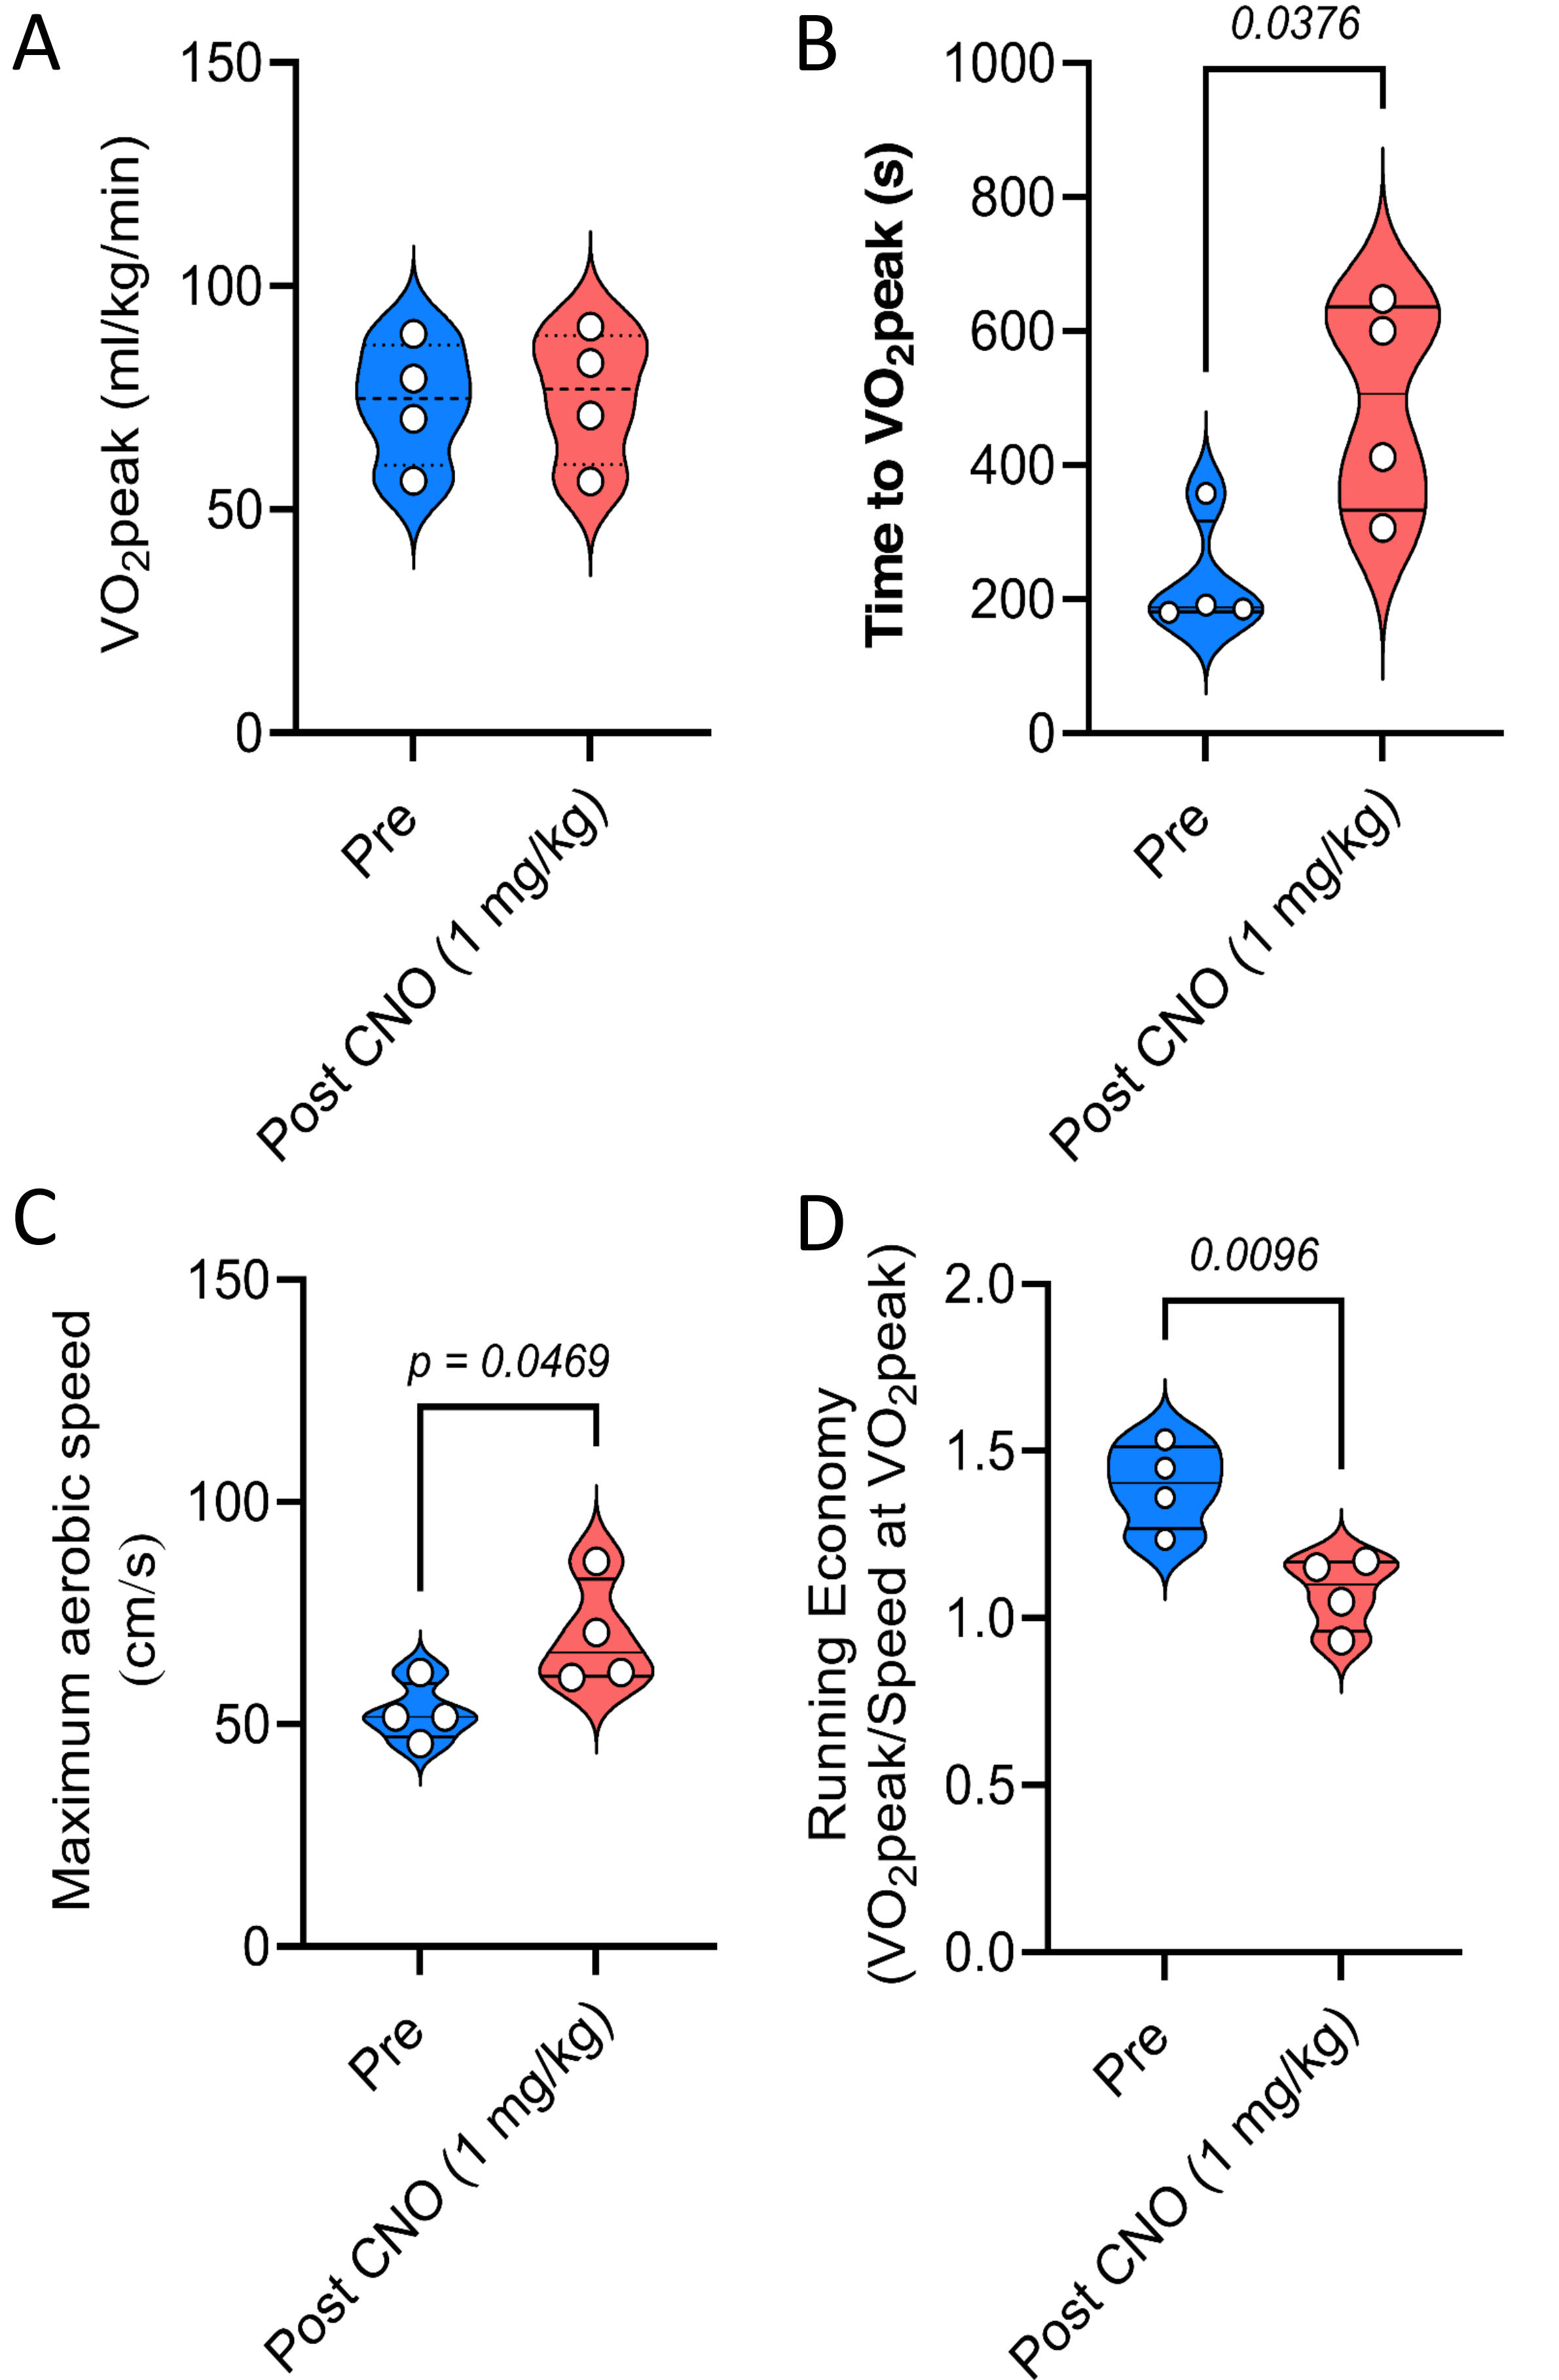 A
150
100
50
0
VO2peak (ml/kg/min)
Pre
Post CNO (1 mg/kg)
B
0.0376
1000
800
600
400
200
0
Time to VO2peak (s)
Pre
Post CNO (1 mg/kg)
C
p = 0.0469
150
100
50
0
Maximum aerobic speed
(cm/s)
Pre
Post CNO (1 mg/kg)
D
0.0096
2.0
1.5
1.0
0.5
0.0
Running Economy
(VO2peak/Speed at VO2peak)
Pre
Post CNO (1 mg/kg)